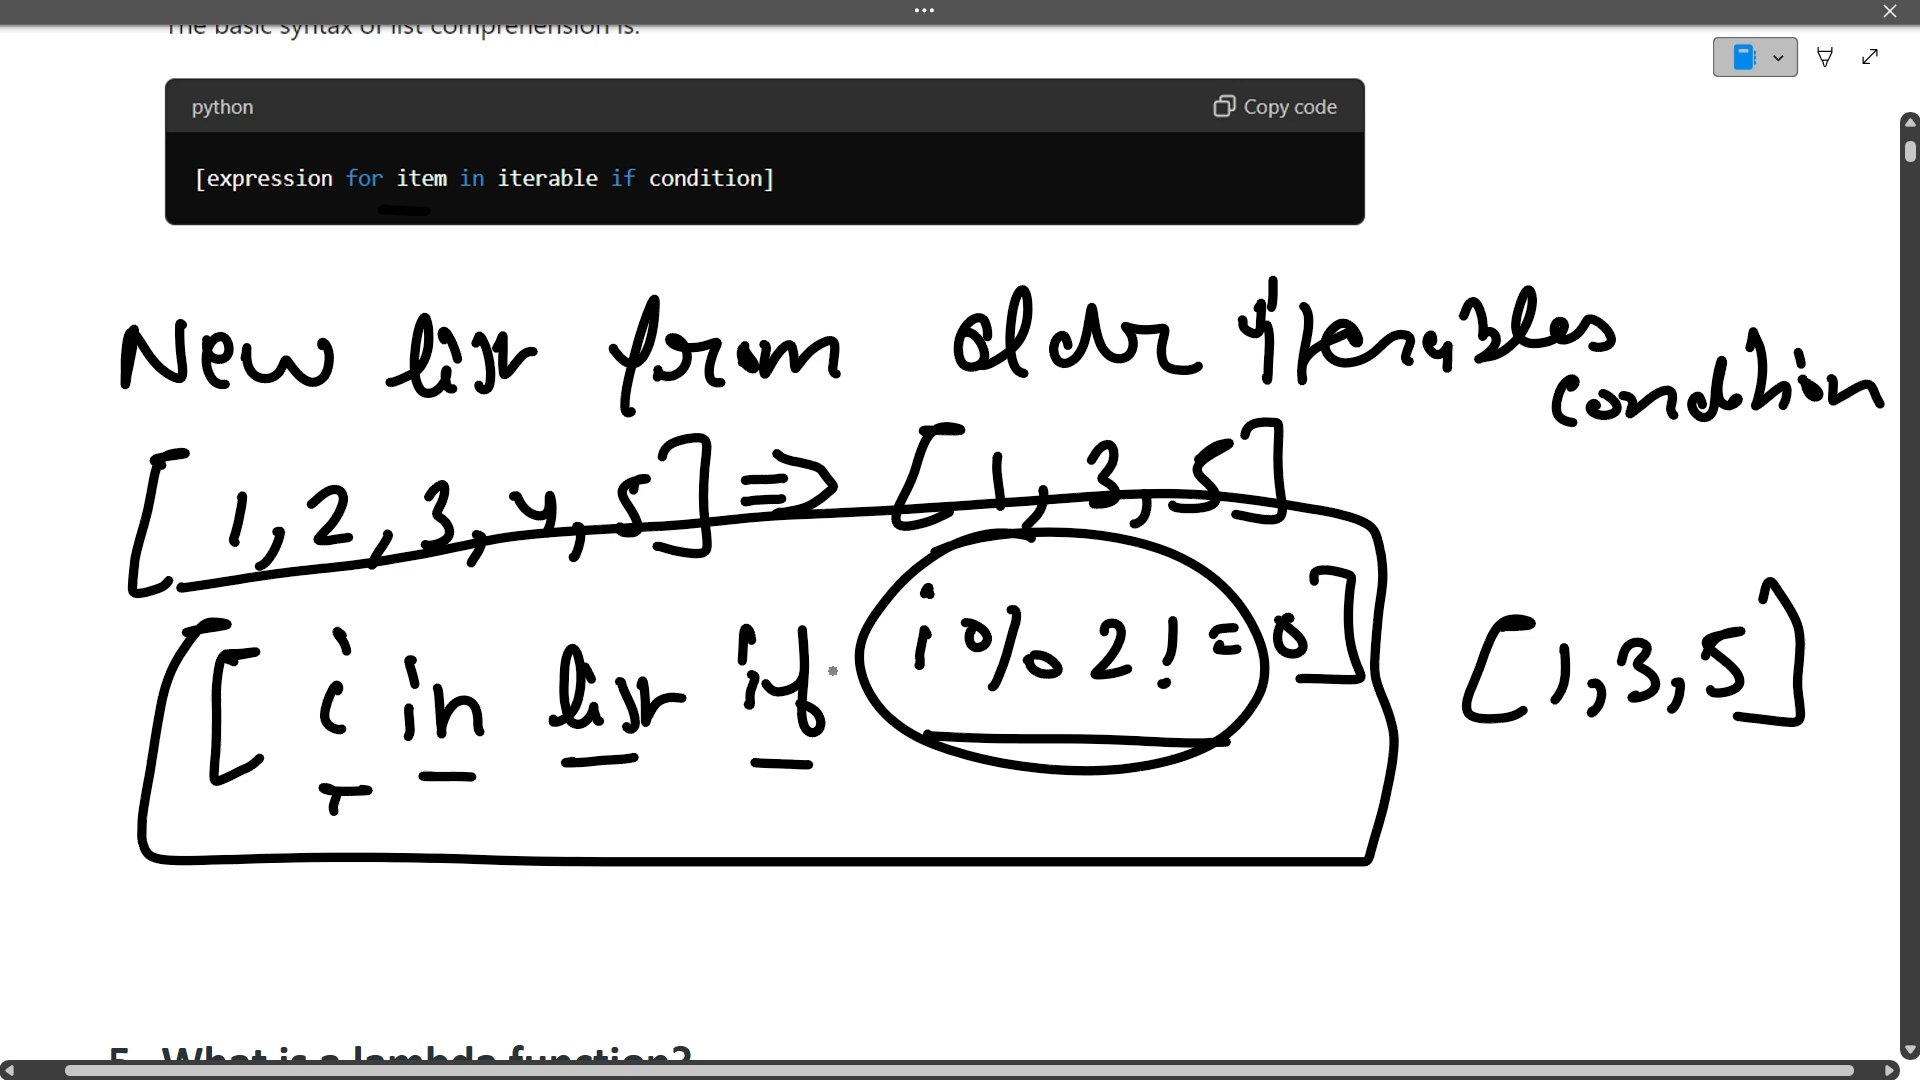 The basic syntax of list comprehension is:
python
Copy code
[expression for item in iterable if condition]
New list from older iterables
condition
[1, 2, 3, 4, 5] => [1, 3, 5]
[i in list if i % 2 != 0]
[1, 3, 5]
5. What is a lambda function?